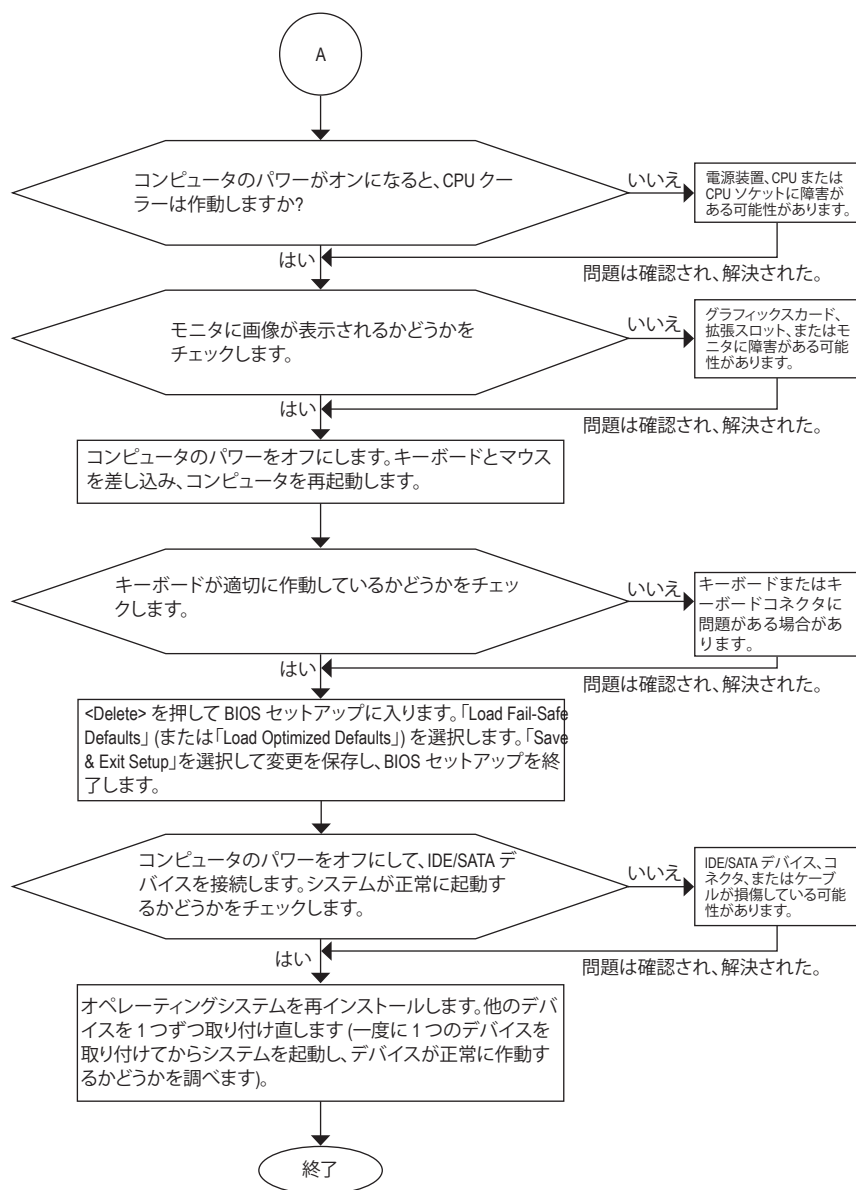 A
コンピュータのパワーがオンになると、CPU クー
ラーは作動しますか?
いいえ
電源装置、CPU または
CPU ソケットに障害が
ある可能性があります。
はい
問題は確認され、解決された。
モニタに画像が表示されるかどうかを
チェックします。
いいえ
グラフィックスカード、
拡張スロット、またはモ
ニタに障害がある可能
性があります。
はい
問題は確認され、解決された。
コンピュータのパワーをオフにします。キーボードとマウス
を差し込み、コンピュータを再起動します。
キーボードが適切に作動しているかどうかをチェッ
クします。
いいえ
キーボードまたはキ
ーボードコネクタに
問題がある場合があ
ります。
はい
問題は確認され、解決された。
<Delete> を押して BIOS セットアップに入ります。「Load Fail-Safe
Defaults」 (または「Load Optimized Defaults」) を選択します。「Save
& Exit Setup」を選択して変更を保存し、BIOS セットアップを終
了します。
コンピュータのパワーをオフにして、IDE/SATA デ
バイスを接続します。システムが正常に起動す
るかどうかをチェックします。
いいえ
IDE/SATA デバイス、コ
ネクタ、またはケーブ
ルが損傷している可能
性があります。
はい
問題は確認され、解決された。
オペレーティングシステムを再インストールします。他のデバ
イスを 1 つずつ取り付け直します (一度に 1 つのデバイスを
取り付けてからシステムを起動し、デバイスが正常に作動す
るかどうかを調べます)。
終了